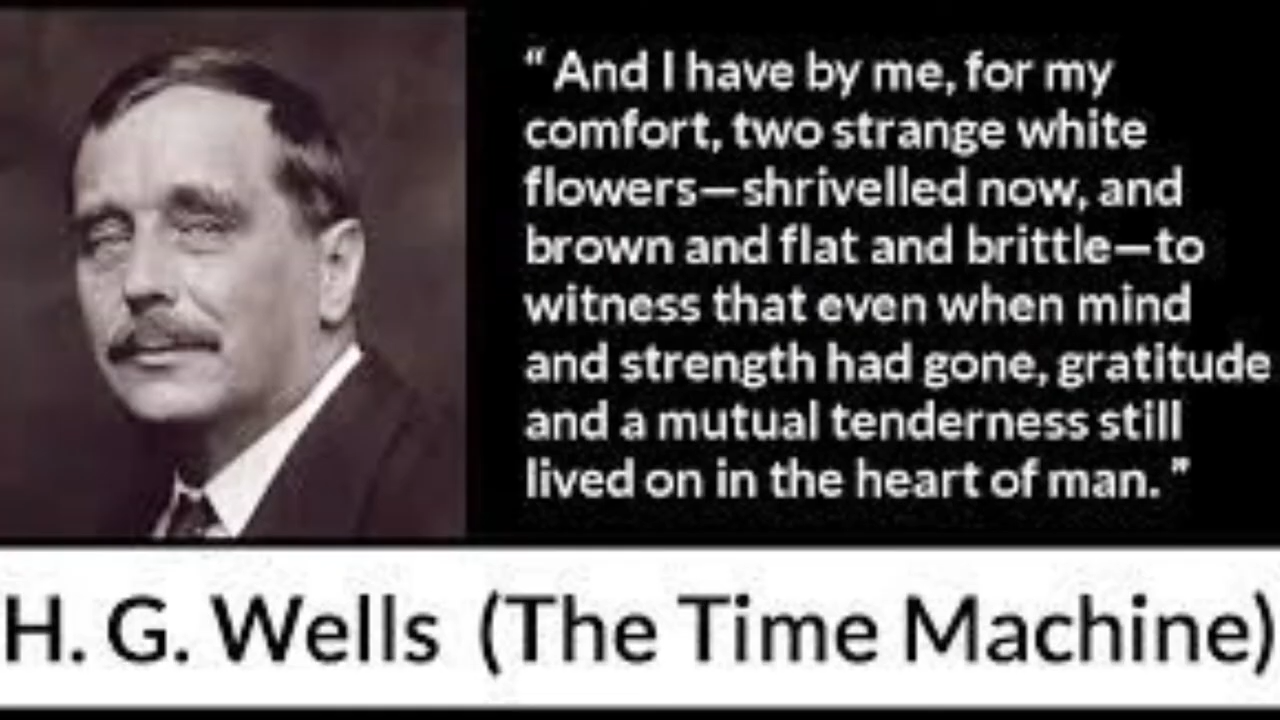 “ And I have by me, for my
comfort, two strange white
flowers—shrivelled now, and
brown and flat and brittle—to
witness that even when mind
and strength had gone, gratitude
and a mutual tenderness still
lived on in the heart of man. ”
H. G. Wells (The Time Machine)